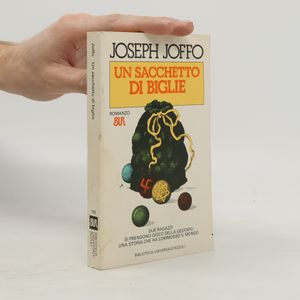 JOSEPH JOFFO
UN SACCHETTO
DI BIGLIE
ROMANZO
BUR
DUE RAGAZZI
SI PRENDONO GIOCO DELLA GESTAPO:
UNA STORIA CHE HA COMMOSSO IL MONDO
BIBLIOTECA UNIVERSALE RIZZOLI
Joffo Un sacchetto di biglie
BUR